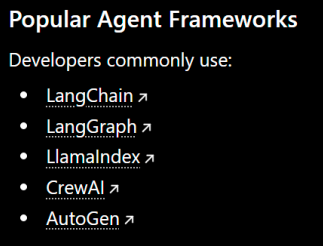 Popular Agent Frameworks
Developers commonly use:
• LangChain ↗
• LangGraph ↗
• LlamaIndex ↗
• CrewAI ↗
• AutoGen ↗